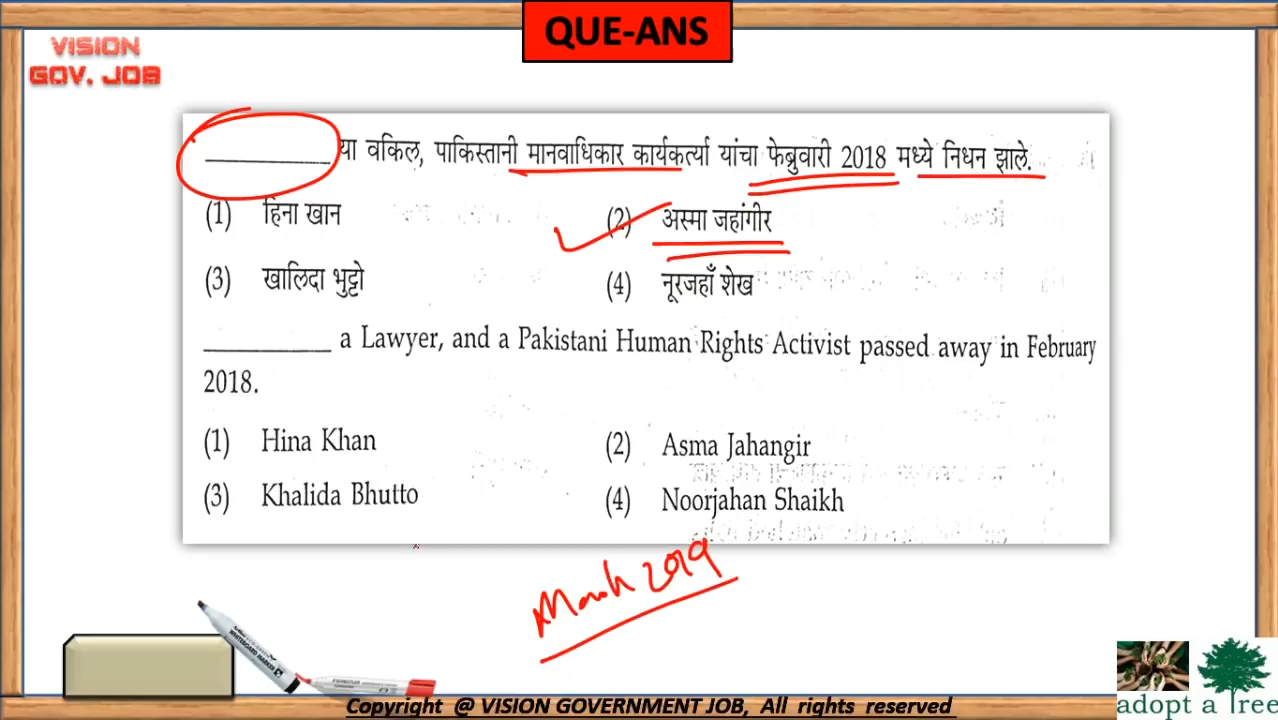 QUE-ANS
VISION
GOV. JOB
__________ या वकिल, पाकिस्तानी मानवाधिकार कार्यकर्त्या यांचा फेब्रुवारी 2018 मध्ये निधन झाले.
(1) हिना खान (2) अस्मा जहांगीर
(3) खालिदा भुट्टो (4) नूरजहाँ शेख
__________ a Lawyer, and a Pakistani Human Rights Activist passed away in February
2018.
(1) Hina Khan (2) Asma Jahangir
(3) Khalida Bhutto (4) Noorjahan Shaikh
March 2019
WHITEBOARD MARKER
Copyright @ VISION GOVERNMENT JOB, All rights reserved
adopt a Tree